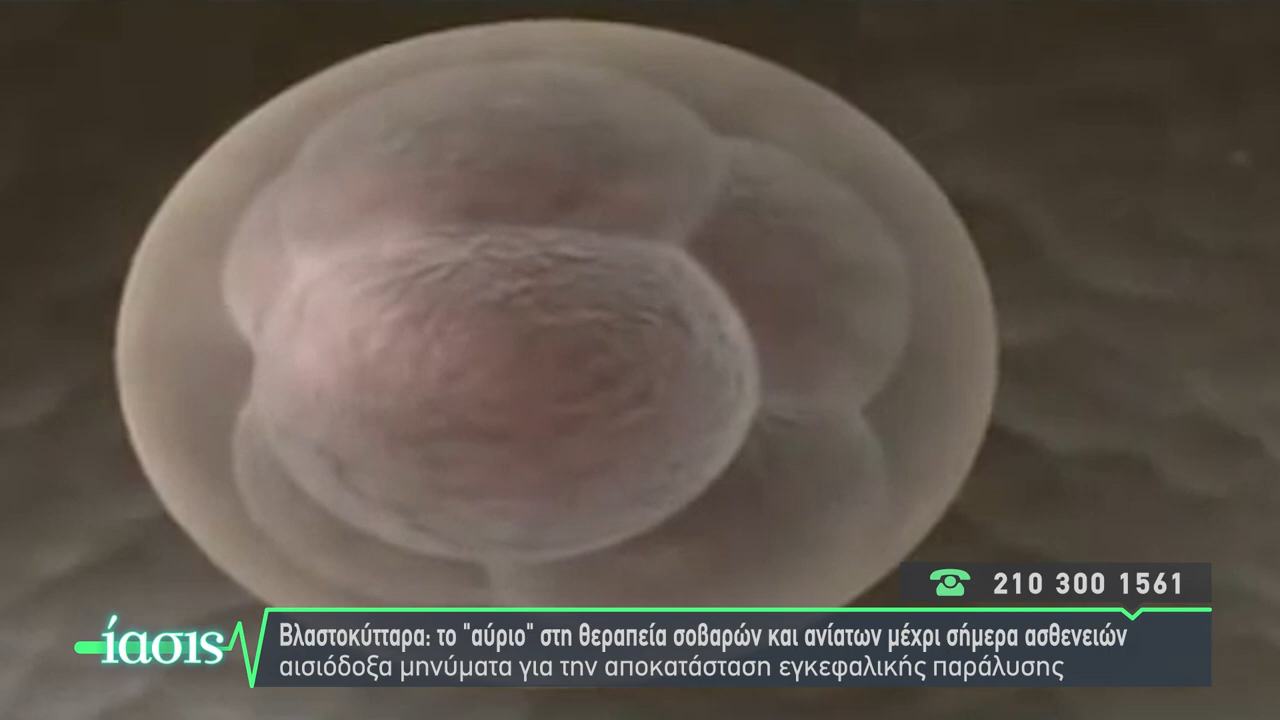 210 300 1561
ίασις
Βλαστοκύτταρα: το "αύριο" στη θεραπεία σοβαρών και ανίατων μέχρι σήμερα ασθενειών
αισιόδοξα μηνύματα για την αποκατάσταση εγκεφαλικής παράλυσης